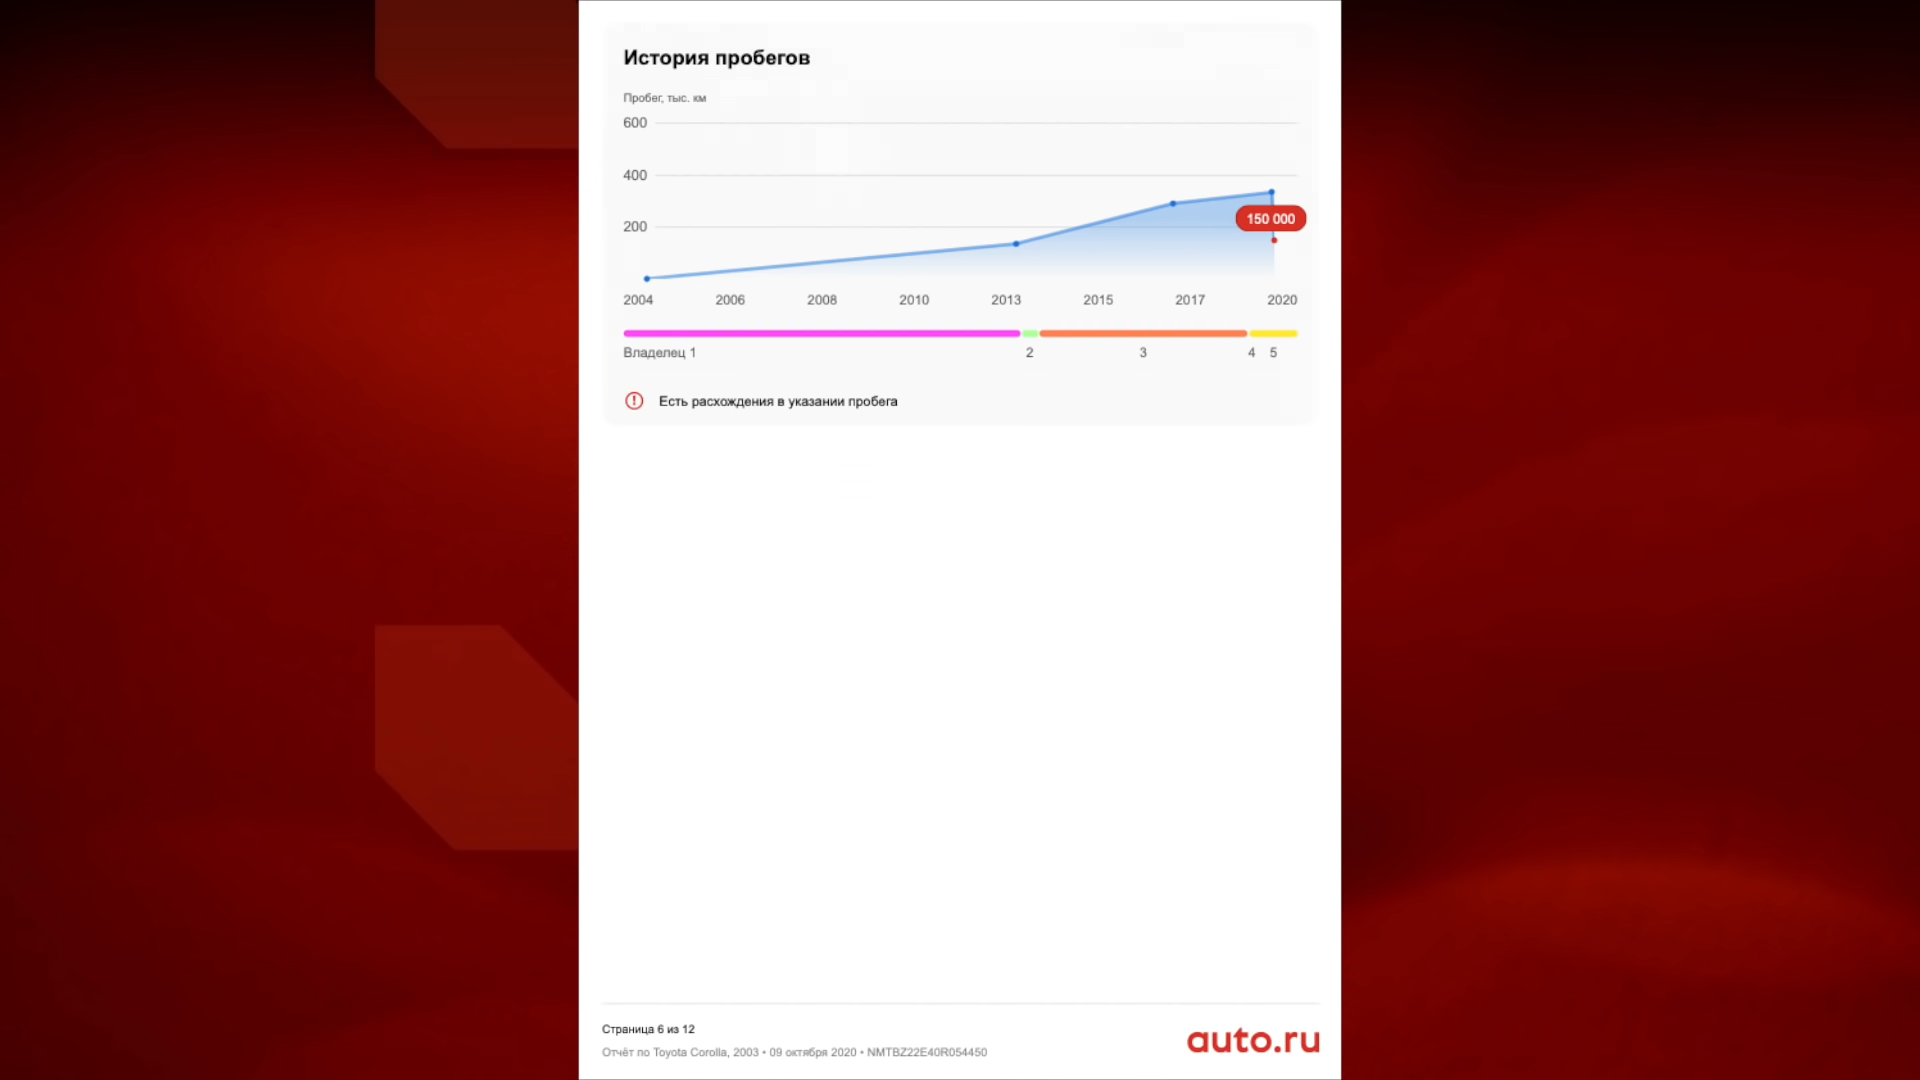 История пробегов
Пробег, тыс. км
600
400
200
150 000
2004 2006 2008 2010 2013 2015 2017 2020
Владелец 1 2 3 4 5
Есть расхождения в указании пробега
Страница 6 из 12
Отчёт по Toyota Corolla, 2003 • 09 октября 2020 • NMTBZ22E40R054450
auto.ru